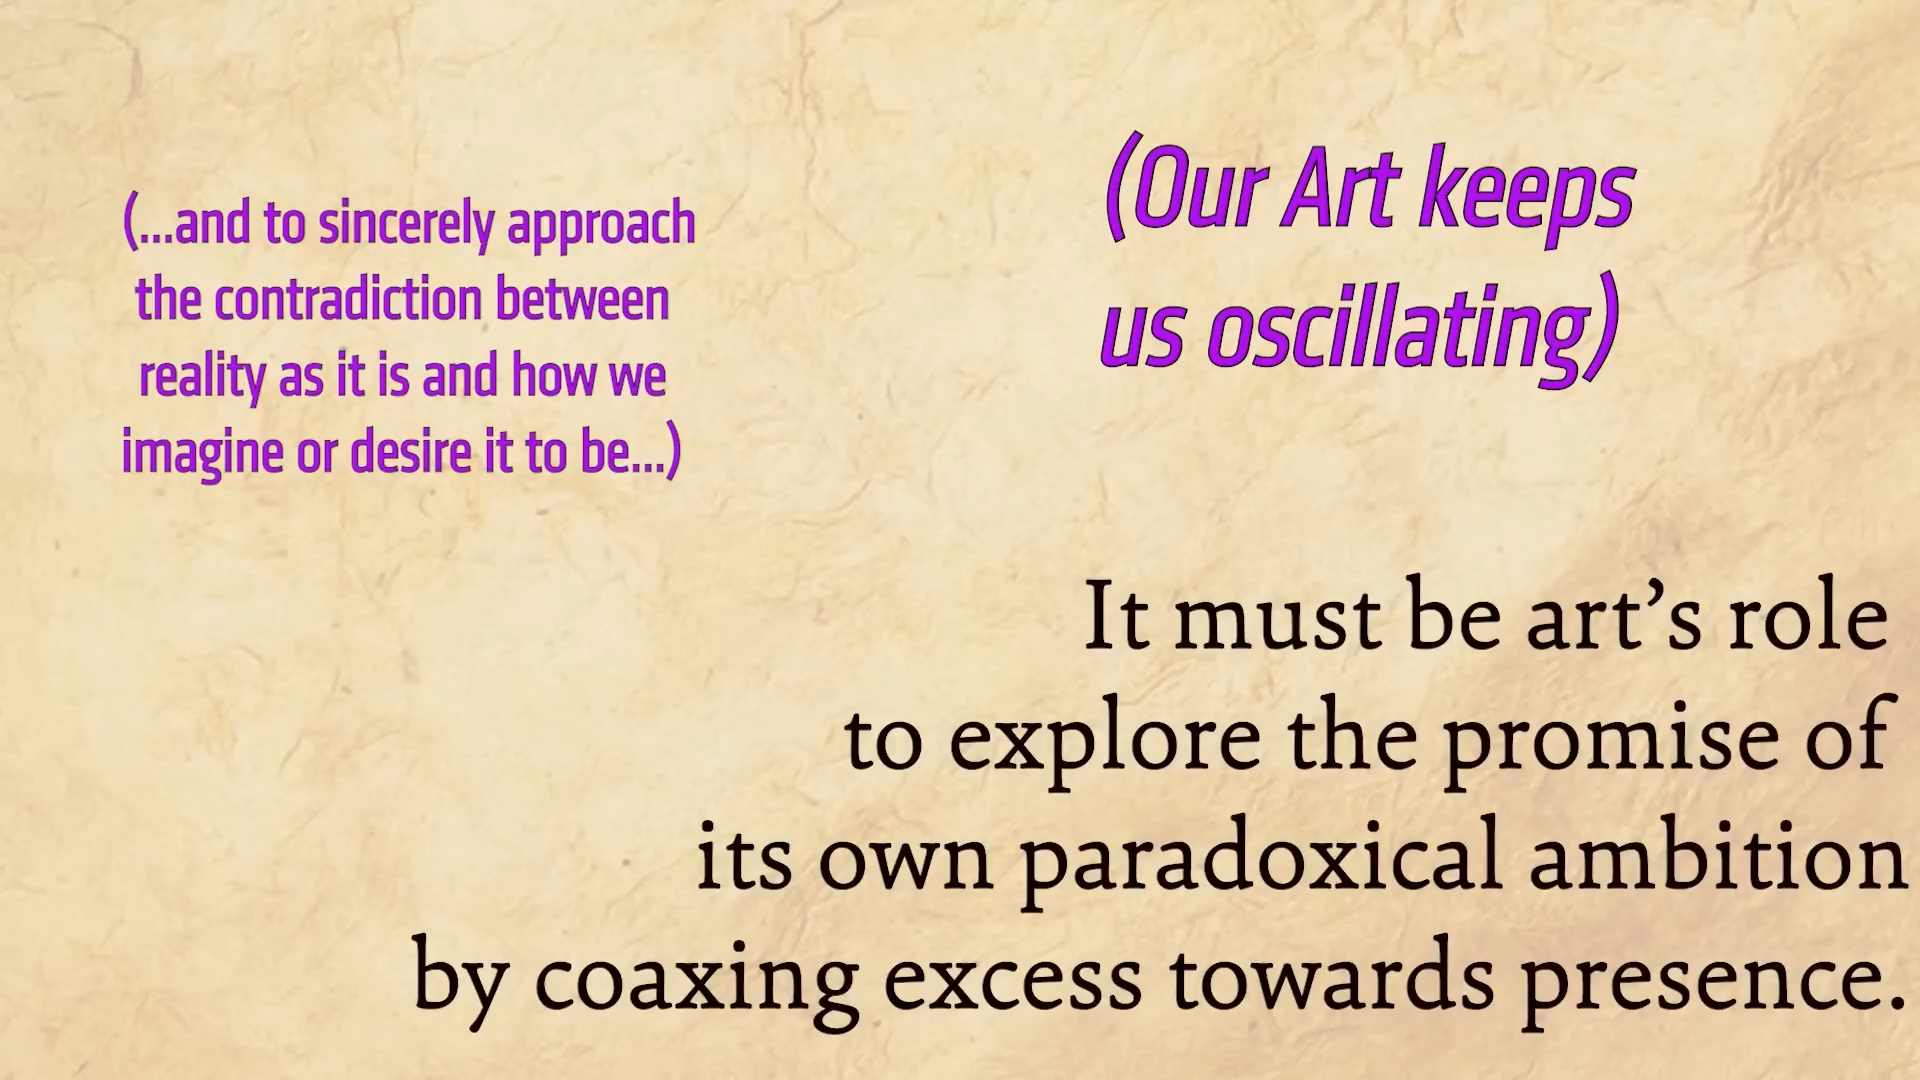 (...and to sincerely approach
the contradiction between
reality as it is and how we
imagine or desire it to be...)
(Our Art keeps
us oscillating)
It must be art’s role
to explore the promise of
its own paradoxical ambition
by coaxing excess towards presence.